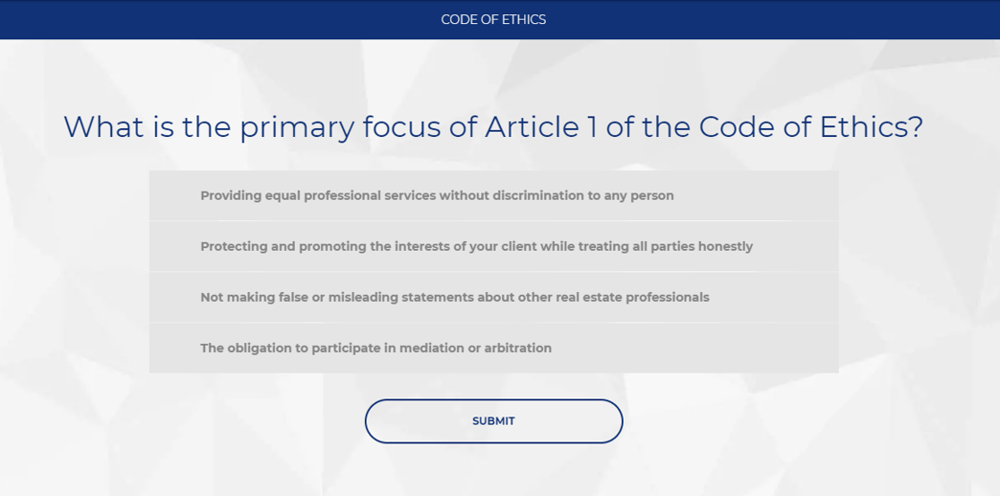 CODE OF ETHICS
What is the primary focus of Article 1 of the Code of Ethics?
Providing equal professional services without discrimination to any person
Protecting and promoting the interests of your client while treating all parties honestly
Not making false or misleading statements about other real estate professionals
The obligation to participate in mediation or arbitration
SUBMIT